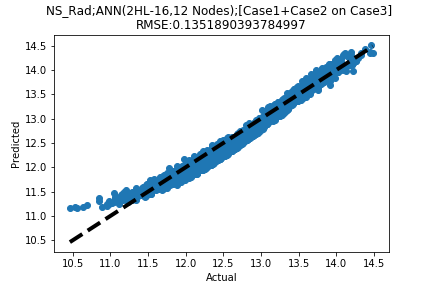 NS_Rad;ANN(2HL-16,12 Nodes);[Case1+Case2 on Case3]
RMSE:0.1351890393784997
14.5
14.0
13.5
13.0
12.5
12.0
11.5
11.0
10.5
Predicted
10.5 11.0 11.5 12.0 12.5 13.0 13.5 14.0 14.5
Actual